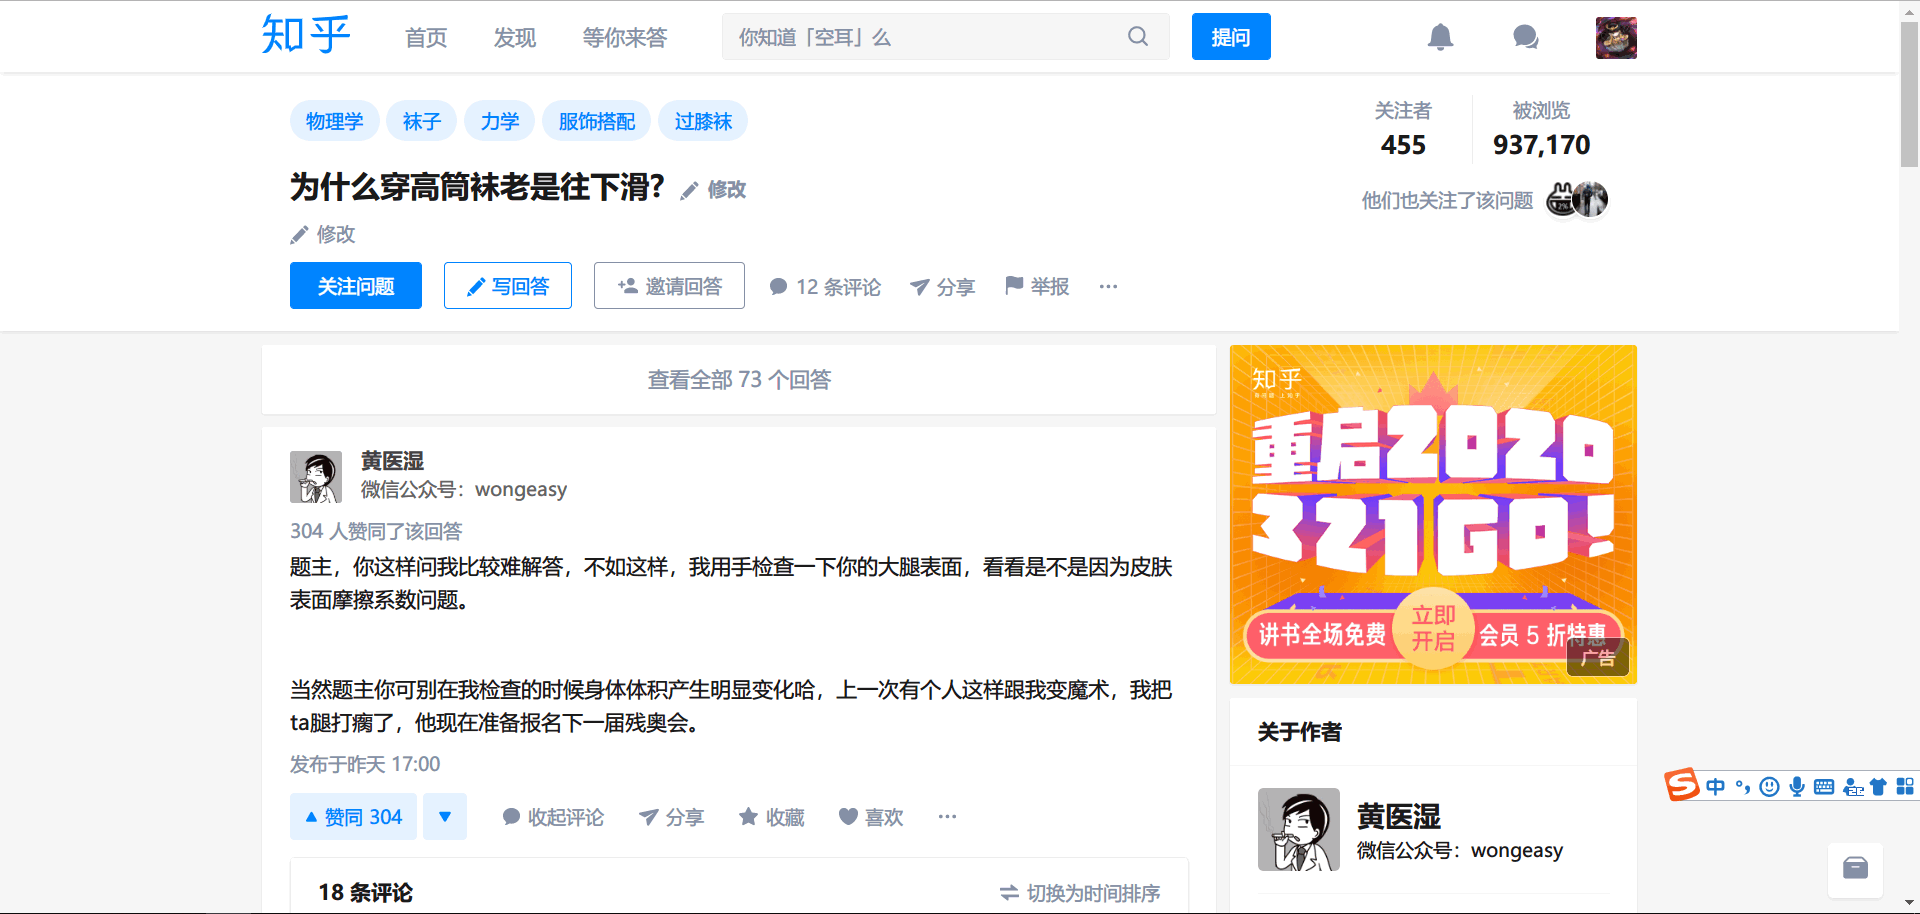 知乎
首页
发现
等你来答
你知道「空耳」么
提问
物理学
袜子
力学
服饰搭配
过膝袜
关注者
455
被浏览
937,170
为什么穿高筒袜老是往下滑?
修改
他们也关注了该问题
修改
关注问题
写回答
邀请回答
12 条评论
分享
举报
查看全部 73 个回答
黄医湿
微信公众号：wongeasy
304 人赞同了该回答
题主，你这样问我比较难解答，不如这样，我用手检查一下你的大腿表面，看看是不是因为皮肤
表面摩擦系数问题。
当然题主你可别在我检查的时候身体体积产生明显变化哈，上一次有个人这样跟我变魔术，我把
ta腿打瘸了，他现在准备报名下一届残奥会。
发布于昨天 17:00
赞同 304
收起评论
分享
收藏
喜欢
18 条评论
切换为时间排序
知乎
重启2020
321GO!
讲书全场免费
立即
开启
会员 5 折特惠
广告
关于作者
黄医湿
微信公众号：wongeasy
S中